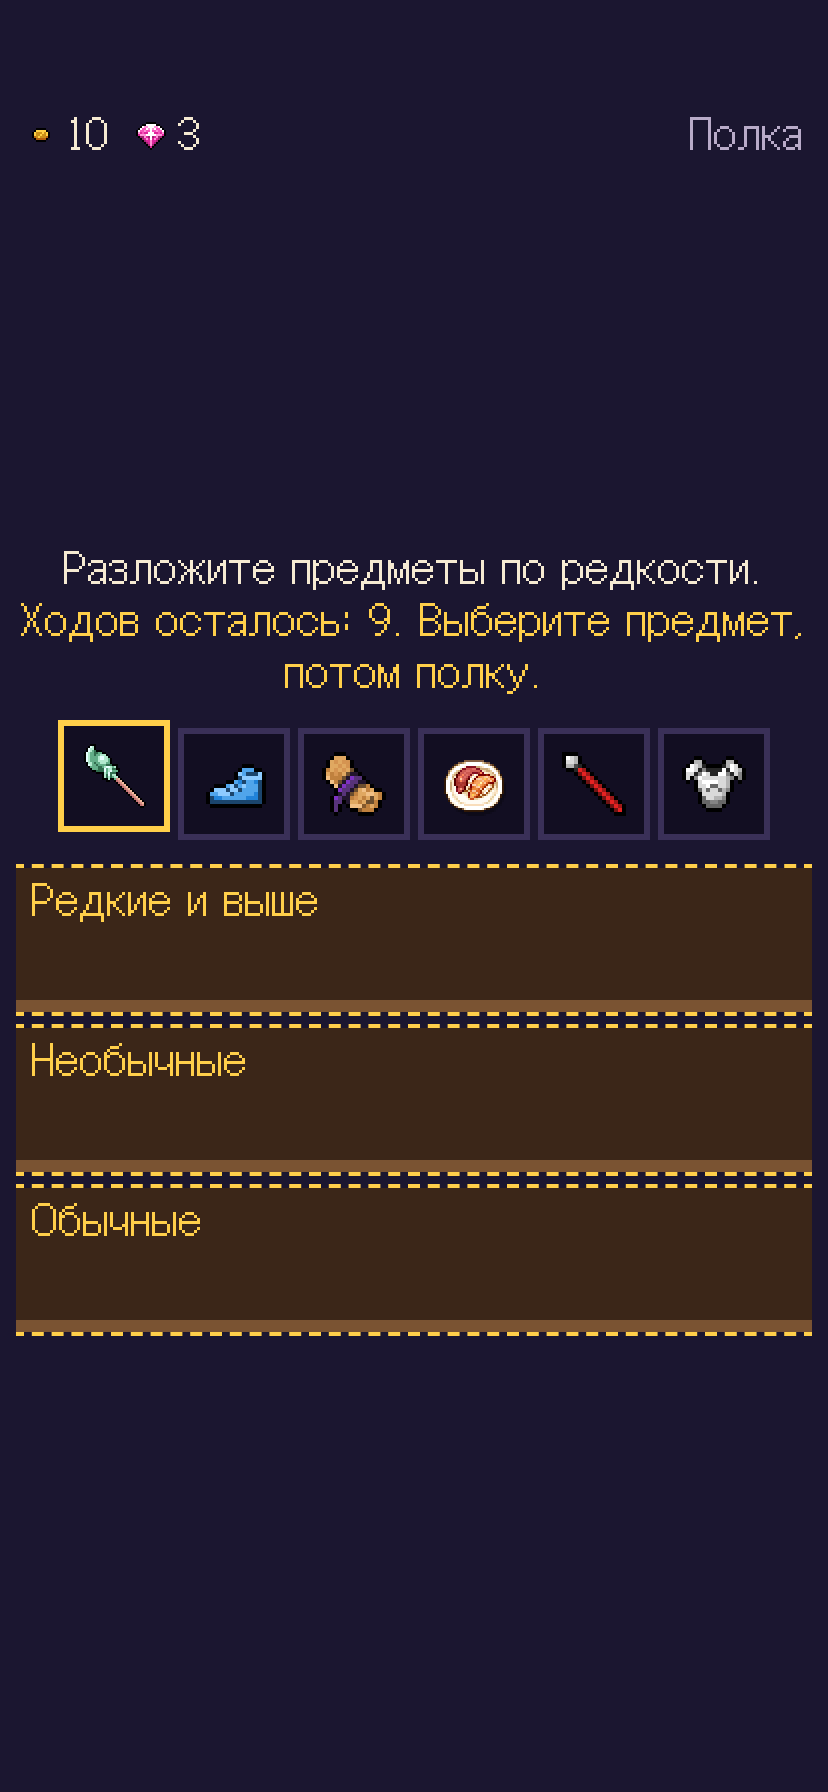 10 3 Полка
Разложите предметы по редкости.
Ходов осталось: 9. Выберите предмет,
потом полку.
Редкие и выше
Необычные
Обычные